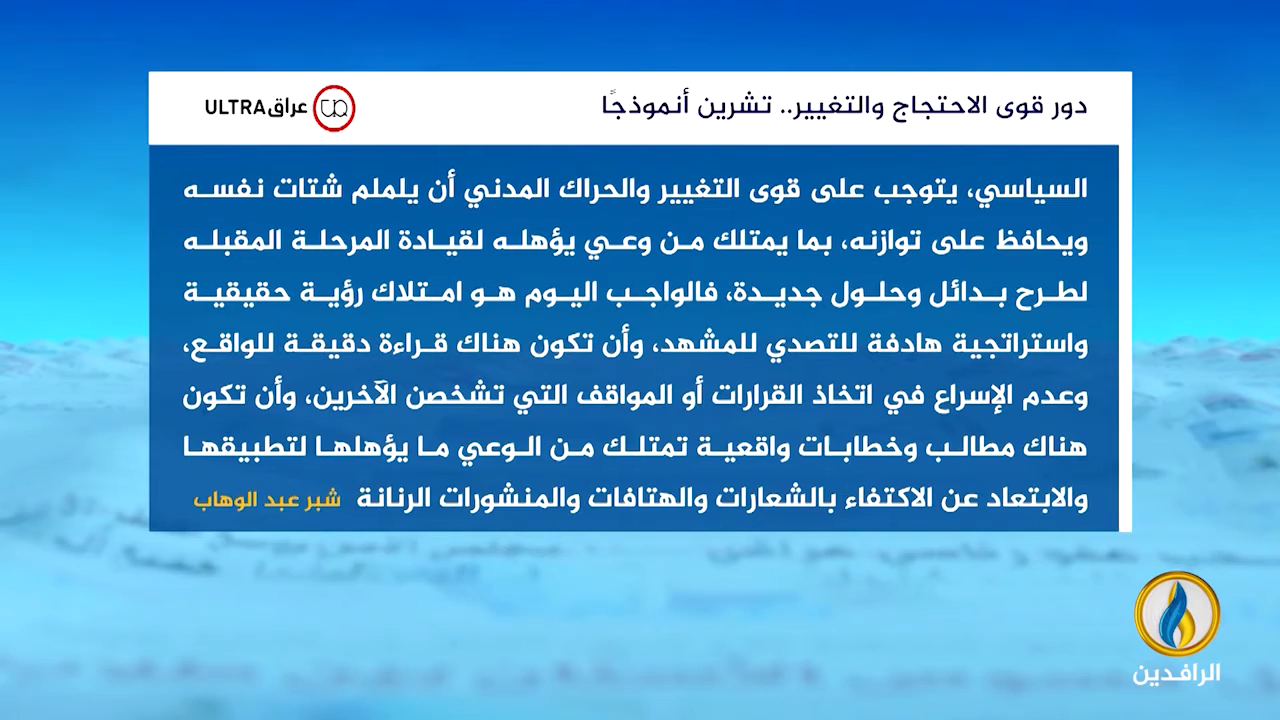 دور قوى الاحتجاج والتغيير.. تشرين أنموذجًا
عراق ULTRA
السياسي، يتوجب على قوى التغيير والحراك المدني أن يلملم شتات نفسه
ويحافظ على توازنه، بما يمتلك من وعي يؤهله لقيادة المرحلة المقبله
لطرح بدائل وحلول جديدة، فالواجب اليوم هو امتلاك رؤية حقيقية
واستراتجية هادفة للتصدي للمشهد، وأن تكون هناك قراءة دقيقة للواقع،
وعدم الإسراع في اتخاذ القرارات أو المواقف التي تشخصن الآخرين، وأن تكون
هناك مطالب وخطابات واقعية تمتلك من الوعي ما يؤهلها لتطبيقها
والابتعاد عن الاكتفاء بالشعارات والهتافات والمنشورات الرنانة شبر عبد الوهاب
الرافدين